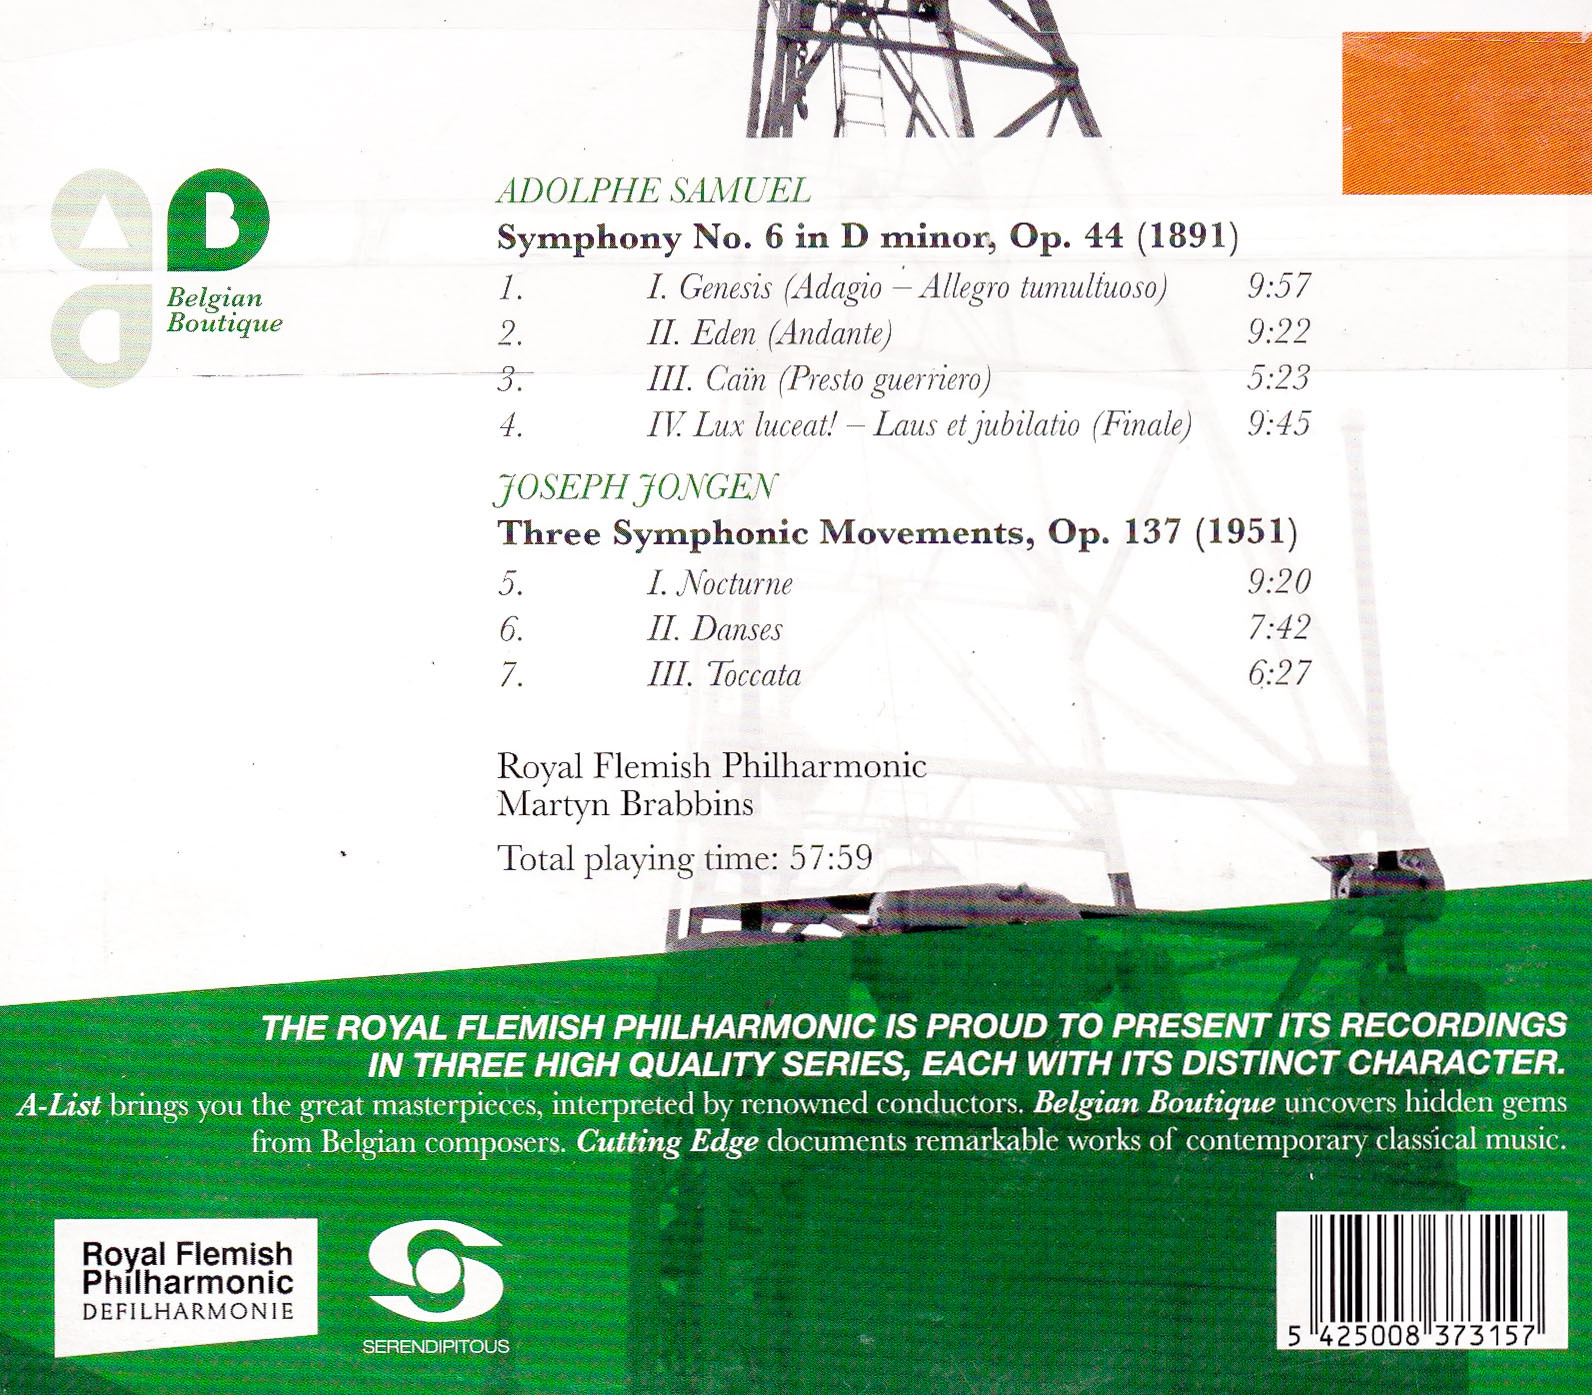 A
B
D
Belgian
Boutique
ADOLPHE SAMUEL
Symphony No. 6 in D minor, Op. 44 (1891)
1. I. Genesis (Adagio – Allegro tumultuoso) 9:57
2. II. Eden (Andante) 9:22
3. III. Caïn (Presto guerriero) 5:23
4. IV. Lux luceat! – Laus et jubilatio (Finale) 9:45
JOSEPH JONGEN
Three Symphonic Movements, Op. 137 (1951)
5. I. Nocturne 9:20
6. II. Danses 7:42
7. III. Toccata 6:27
Royal Flemish Philharmonic
Martyn Brabbins
Total playing time: 57:59
THE ROYAL FLEMISH PHILHARMONIC IS PROUD TO PRESENT ITS RECORDINGS
IN THREE HIGH QUALITY SERIES, EACH WITH ITS DISTINCT CHARACTER.
A-List brings you the great masterpieces, interpreted by renowned conductors. Belgian Boutique uncovers hidden gems
from Belgian composers. Cutting Edge documents remarkable works of contemporary classical music.
Royal Flemish
Philharmonic
DEFILHARMONIE
SERENDIPITOUS
5 425008 373157